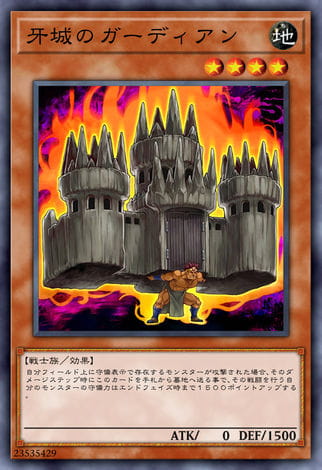 牙城のガーディアン
地
【戦士族／効果】
自分フィールド上に守備表示で存在するモンスターが攻撃された場合、そのダ
メージステップ時にこのカードを手札から墓地へ送る事で、その戦闘を行う自
分のモンスターの守備力はエンドフェイズ時まで１５００ポイントアップする
。
ATK/ 0 DEF/1500
23535429